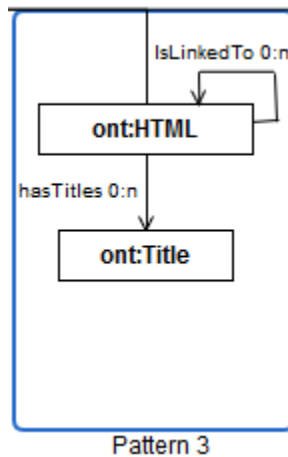 IsLinkedTo 0:n
ont:HTML
hasTitles 0:n
ont:Title
Pattern 3